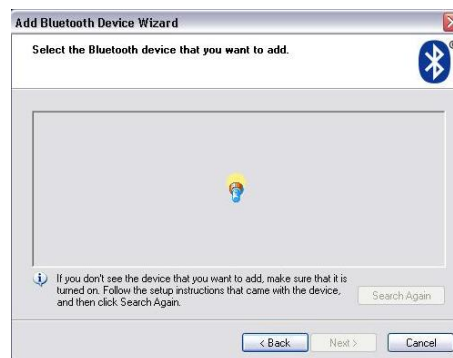 Add Bluetooth Device Wizard
Select the Bluetooth device that you want to add.
If you don't see the device that you want to add, make sure that it is
turned on. Follow the setup instructions that came with the device,
and then click Search Again.
Search Again
< Back Next > Cancel